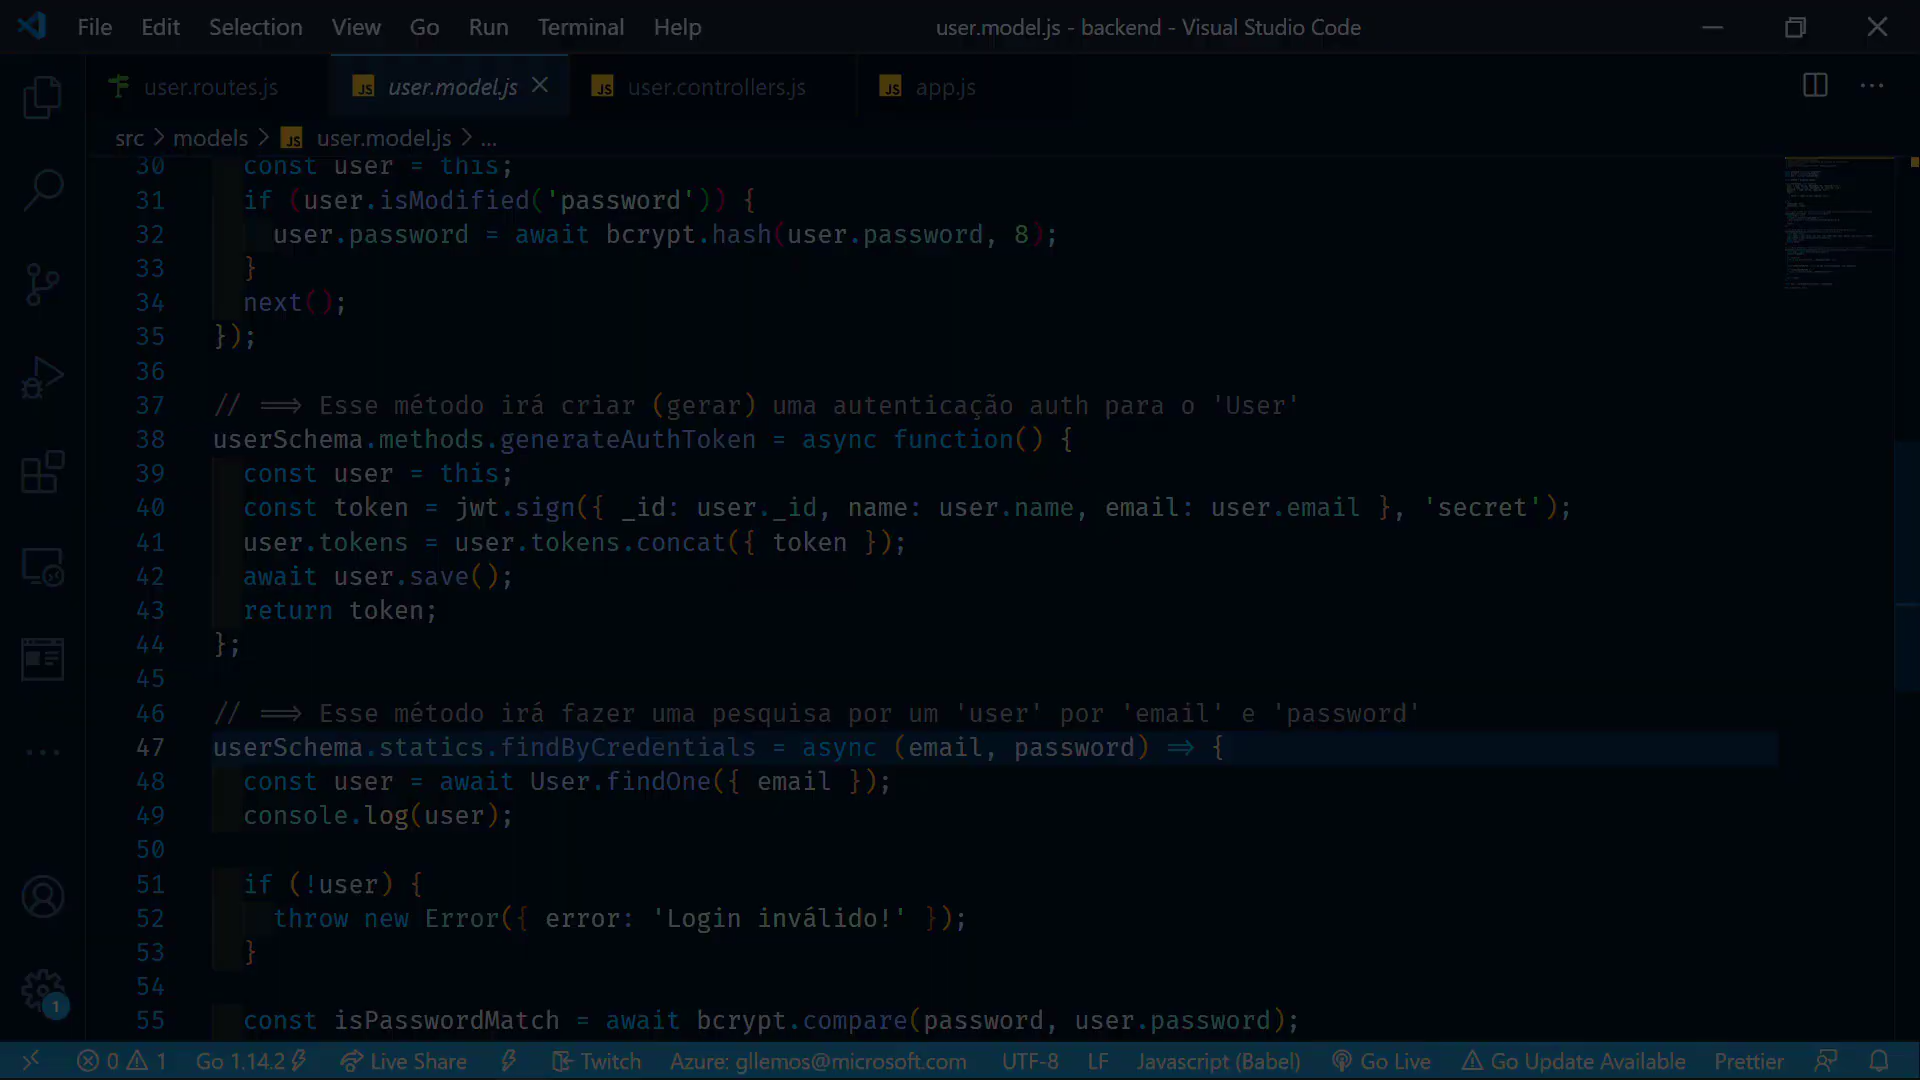 File Edit Selection View Go Run Terminal Help user.model.js - backend - Visual Studio Code
user.routes.js JS user.model.js JS user.controllers.js JS app.js
src > models > JS user.model.js > ...
30 const user = this;
31 if (user.isModified('password')) {
32 user.password = await bcrypt.hash(user.password, 8);
33 }
34 next();
35 });
36
37 // ==> Esse método irá criar (gerar) uma autenticação auth para o 'User'
38 userSchema.methods.generateAuthToken = async function() {
39 const user = this;
40 const token = jwt.sign({ _id: user._id, name: user.name, email: user.email }, 'secret');
41 user.tokens = user.tokens.concat({ token });
42 await user.save();
43 return token;
44 };
45
46 // ==> Esse método irá fazer uma pesquisa por um 'user' por 'email' e 'password'
47 userSchema.statics.findByCredentials = async (email, password) => {
48 const user = await User.findOne({ email });
49 console.log(user);
50
51 if (!user) {
52 throw new Error({ error: 'Login inválido!' });
53 }
54
55 const isPasswordMatch = await bcrypt.compare(password, user.password);
1
0 1 Go 1.14.2 Live Share Twitch Azure: gllemos@microsoft.com UTF-8 LF Javascript (Babel) Go Live Go Update Available Prettier